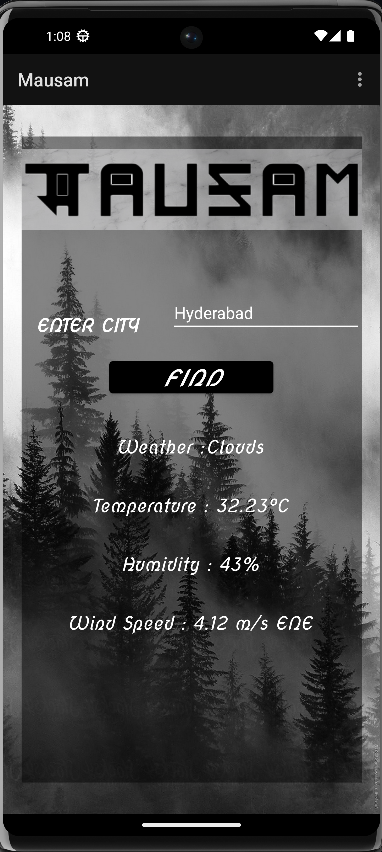 1:08
Mausam
मAUSAM
ENTER CITY
Hyderabad
FIND
Weather :Clouds
Temperature : 32.23°C
Humidity : 43%
Wind Speed : 4.12 m/s ENE